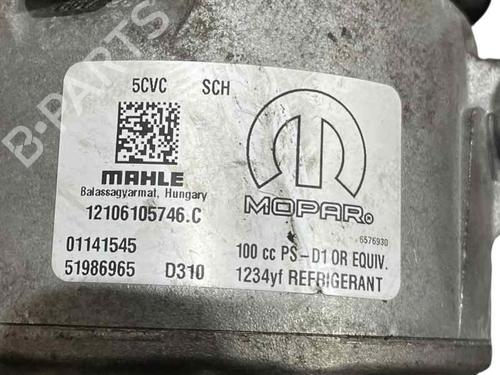 B-PARTS
5CVC SCH
MAHLE
Balassagyarmat, Hungary
12106105746.C
MOPAR®
6576930
01141545
51986965 D310
100 cc PS-D1 OR EQUIV.
1234yf REFRIGERANT